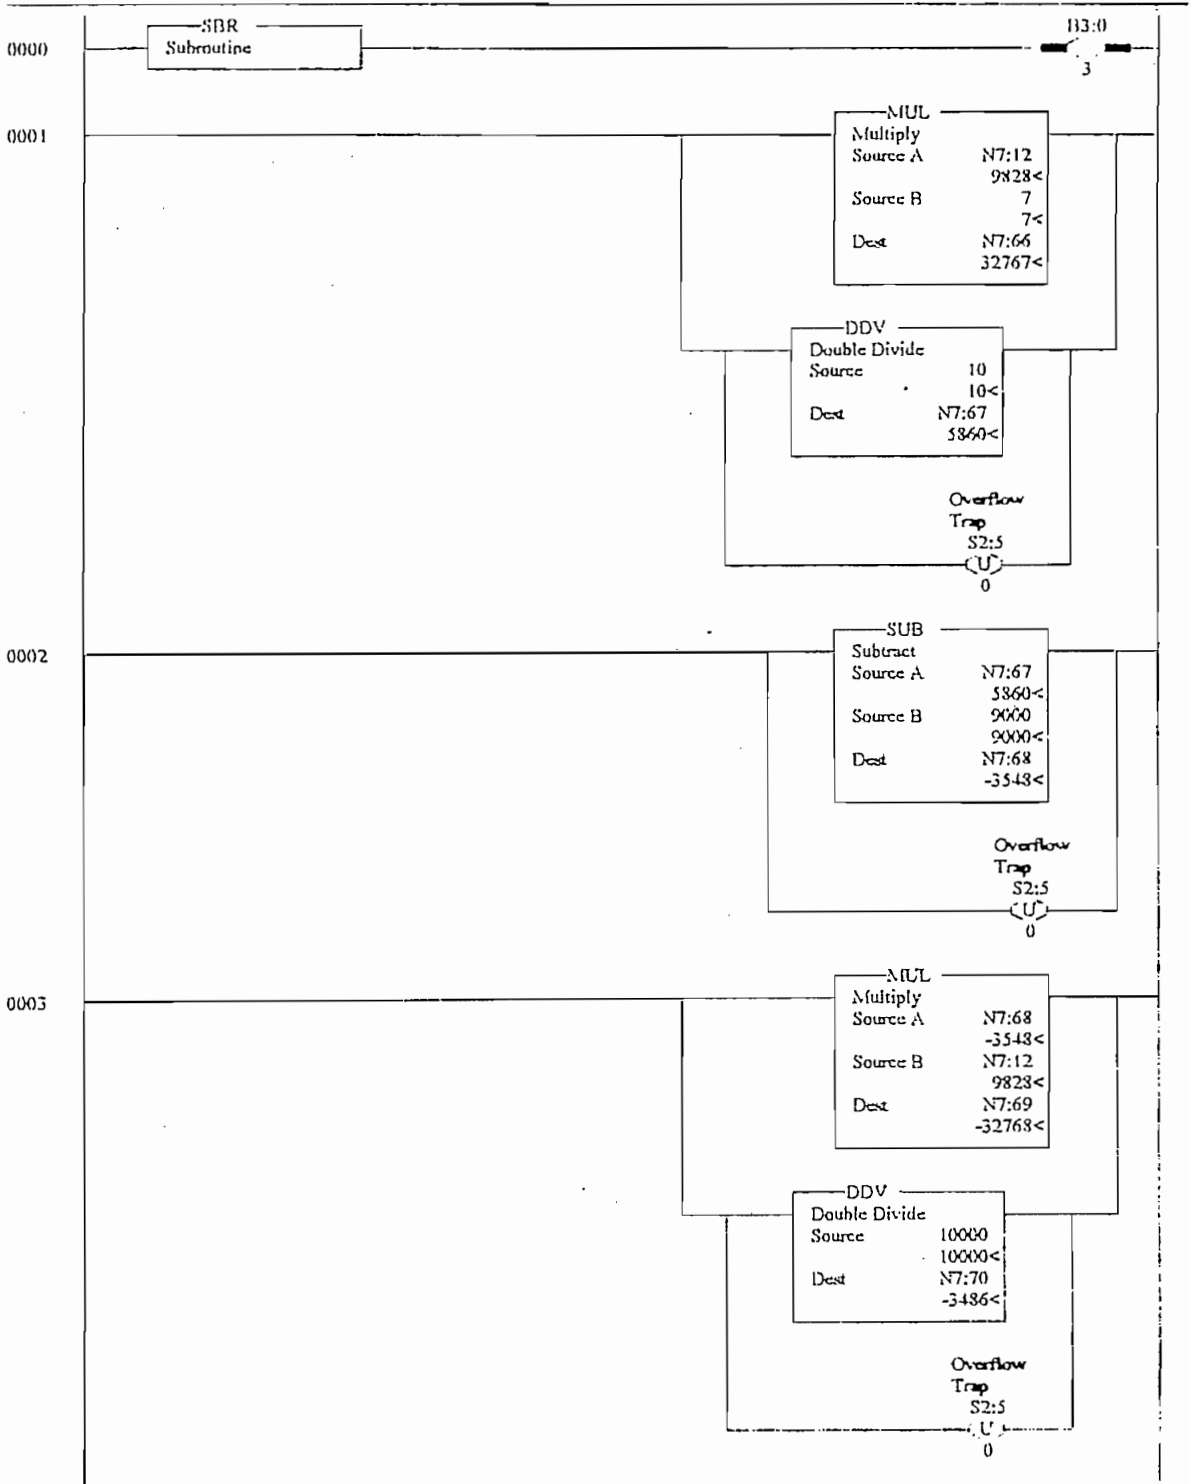 SBR
B3:0
0000
Subroutine
3
MUL
0001
Multiply
Source A N7:12
9828<
Source B 7
7<
Dest N7:66
32767<
DDV
Double Divide
Source 10
10<
Dest N7:67
5860<
Overflow
Trap
S2:5
U
0
SUB
0002
Subtract
Source A N7:67
5860<
Source B 9000
9000<
Dest N7:68
-3548<
Overflow
Trap
S2:5
U
0
MUL
0003
Multiply
Source A N7:68
-3548<
Source B N7:12
9828<
Dest N7:69
-32768<
DDV
Double Divide
Source 10000
10000<
Dest N7:70
-3486<
Overflow
Trap
S2:5
U
0